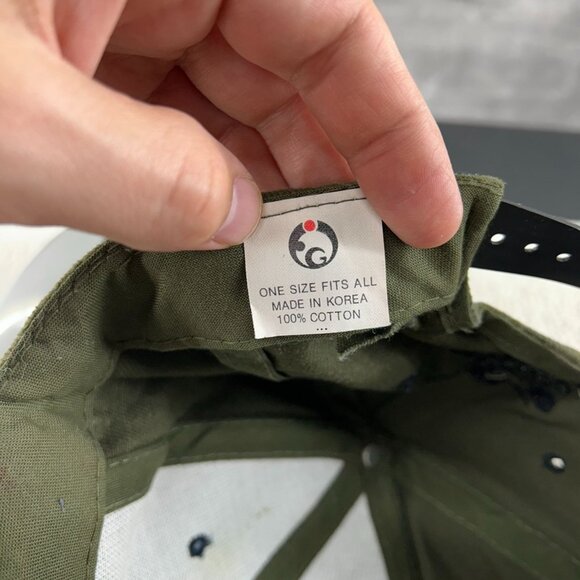 G
ONE SIZE FITS ALL
MADE IN KOREA
100% COTTON
...